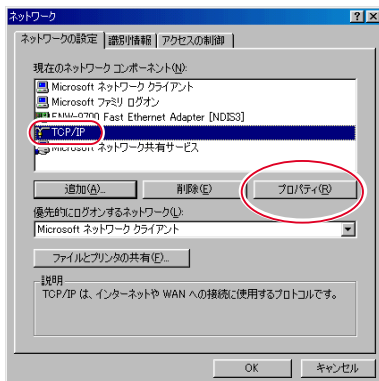 ネットワーク
ネットワークの設定 識別情報 アクセスの制御
現在のネットワーク コンポーネント(N):
Microsoft ネットワーク クライアント
Microsoft ファミリ ログオン
ENW-9700 Fast Ethernet Adapter [NDIS3]
TCP/IP
Microsoft ネットワーク共有サービス
追加(A)... 削除(E) プロパティ(R)
優先的にログオンするネットワーク(L):
Microsoft ネットワーク クライアント
ファイルとプリンタの共有(F)...
説明
TCP/IP は、インターネットや WAN への接続に使用するプロトコルです。
OK キャンセル